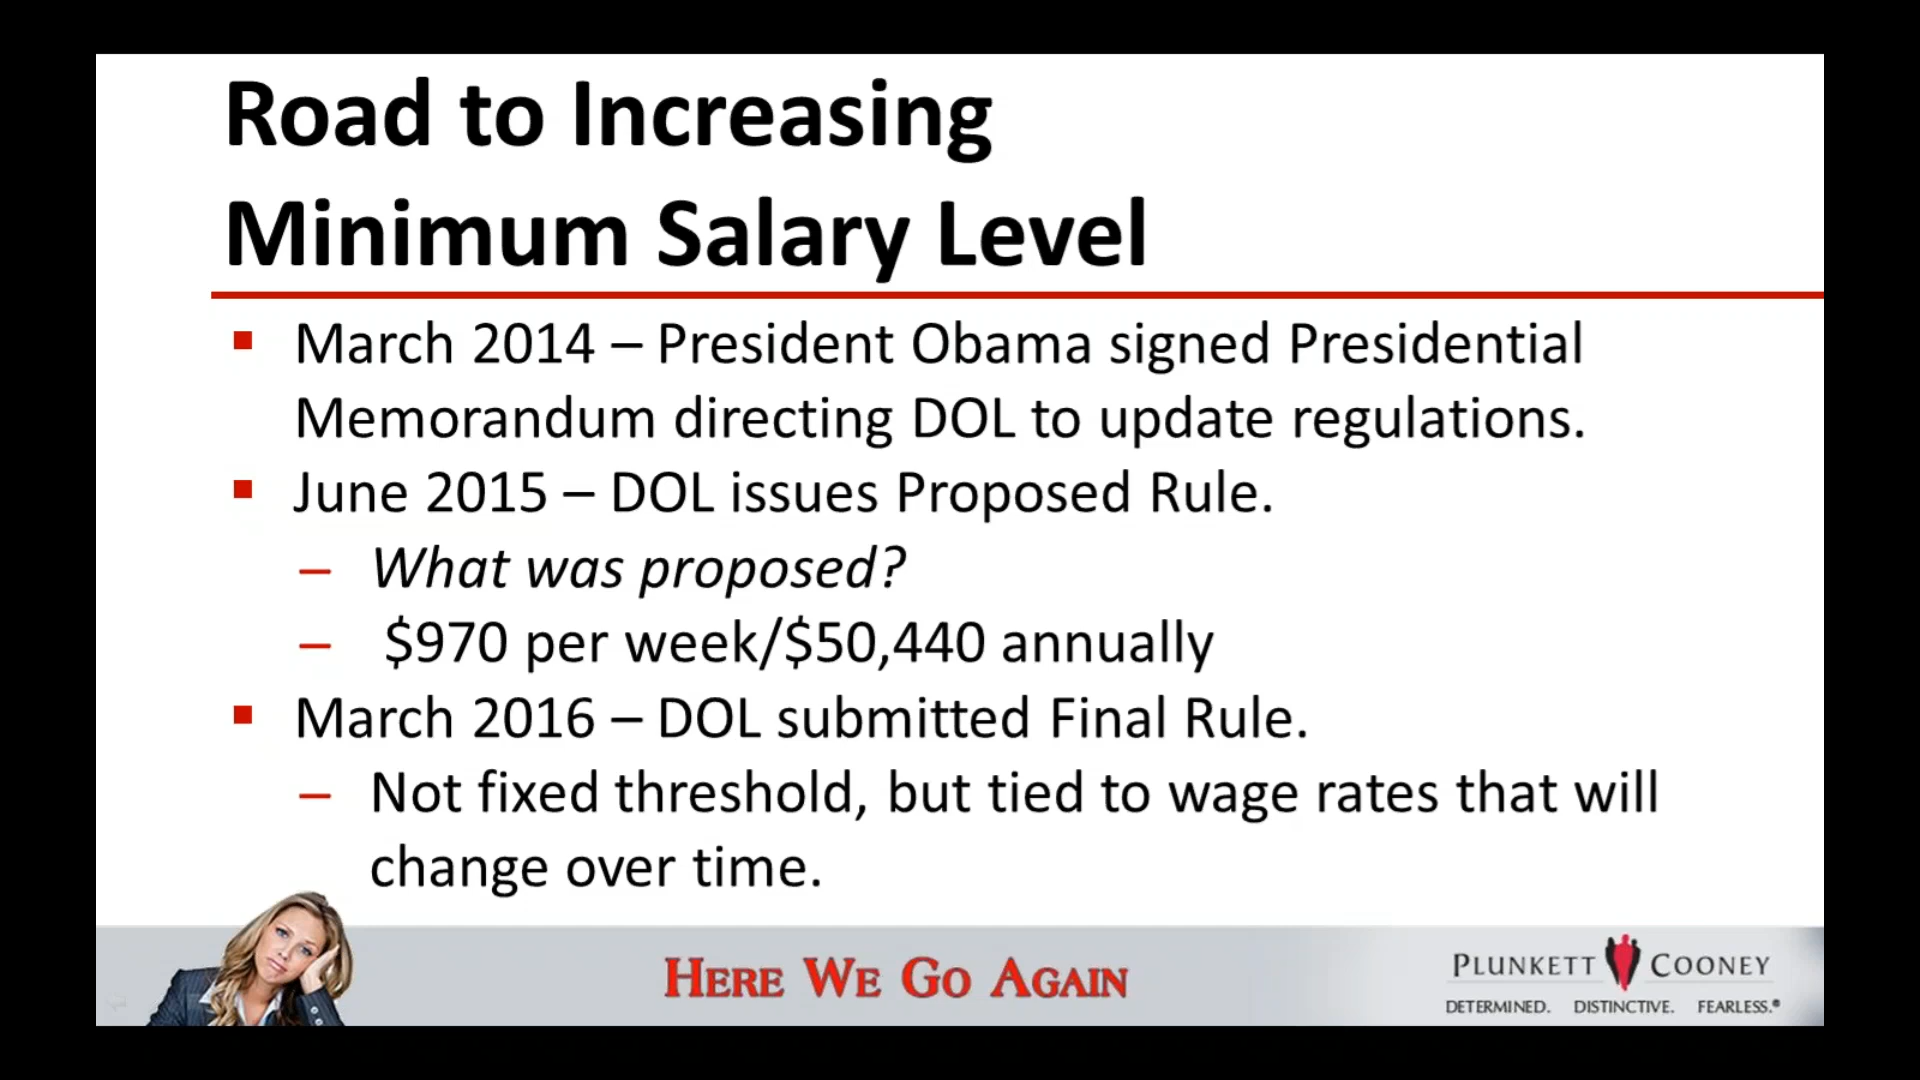 Road to Increasing
Minimum Salary Level
▪ March 2014 – President Obama signed Presidential
Memorandum directing DOL to update regulations.
▪ June 2015 – DOL issues Proposed Rule.
– What was proposed?
– $970 per week/$50,440 annually
▪ March 2016 – DOL submitted Final Rule.
– Not fixed threshold, but tied to wage rates that will
change over time.
HERE WE GO AGAIN
PLUNKETT COONEY
DETERMINED. DISTINCTIVE. FEARLESS.®